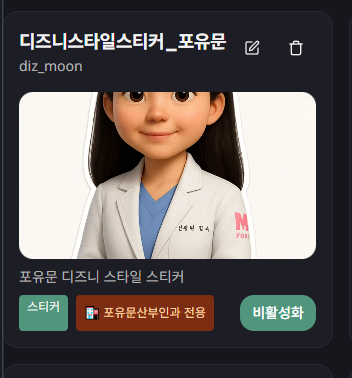 디즈니스타일스티커_포유문
diz_moon
포유문 디즈니 스타일 스티커
스티커
포유문산부인과 전용
비활성화